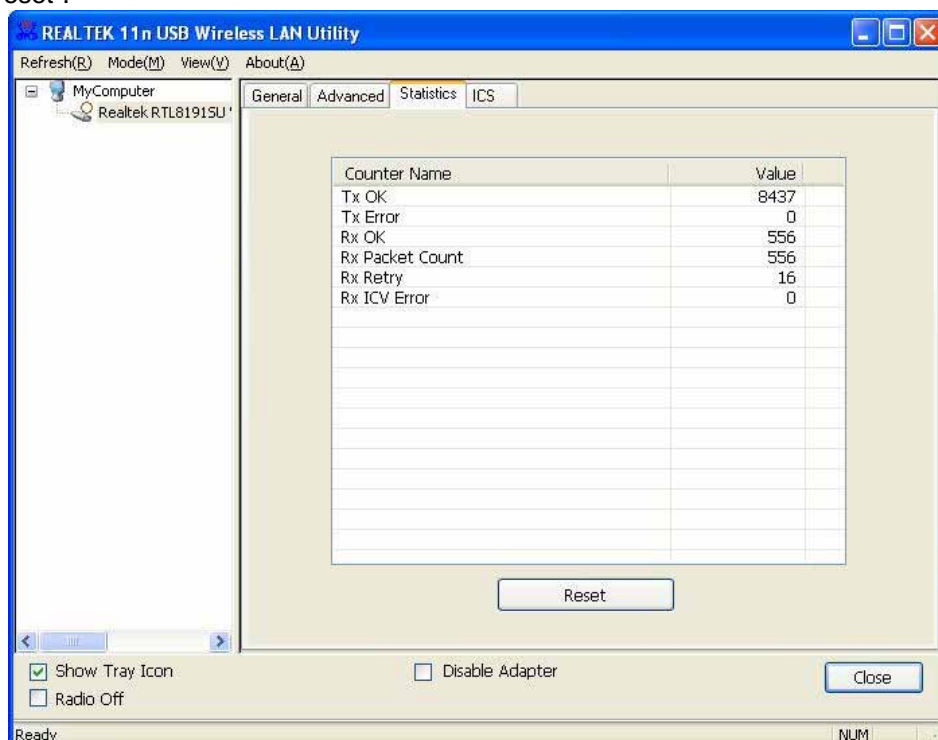 REALTEK 11n USB Wireless LAN Utility
Refresh(R) Mode(M) View(V) About(A)
MyComputer
Realtek RTL8191SU
General Advanced Statistics ICS
Counter Name Value
Tx OK 8437
Tx Error 0
Rx OK 556
Rx Packet Count 556
Rx Retry 16
Rx ICV Error 0
Reset
Show Tray Icon
Disable Adapter
Close
Radio Off
Ready NUM